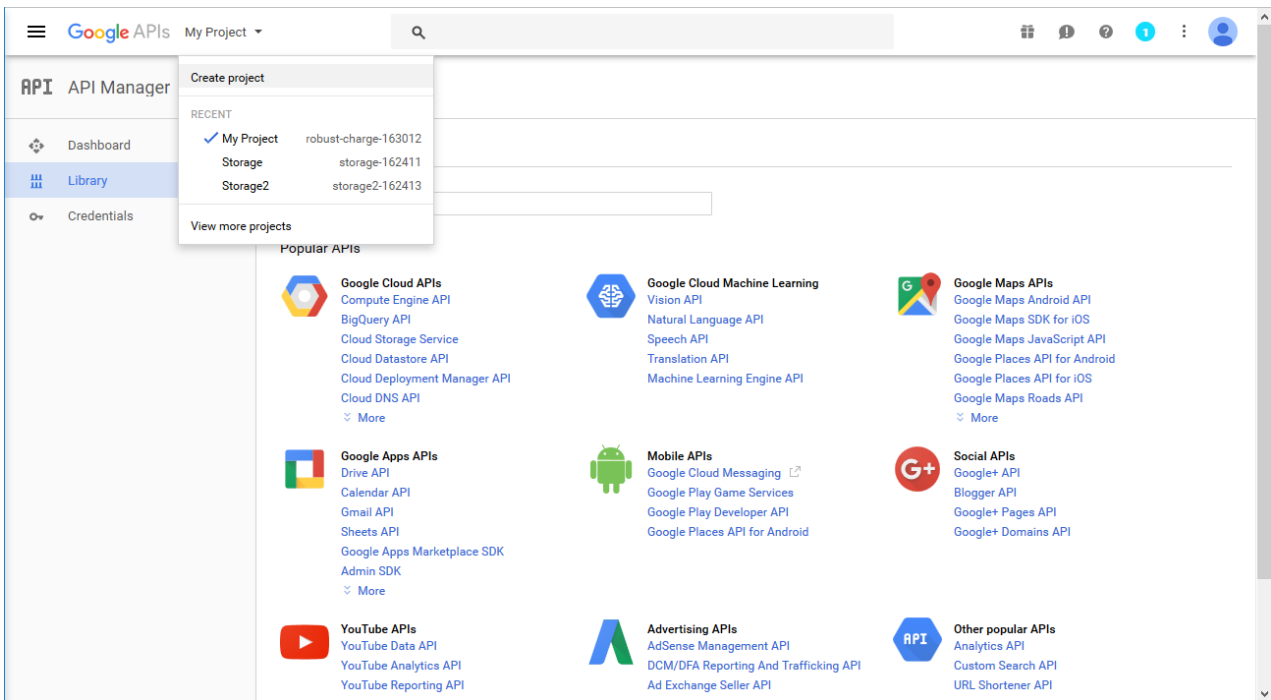 Google APIs My Project
1
Create project
API API Manager
RECENT
My Project robust-charge-163012
Storage storage-162411
Storage2 storage2-162413
View more projects
Dashboard
Library
Credentials
Popular APIs
Google Cloud APIs
Compute Engine API
BigQuery API
Cloud Storage Service
Cloud Datastore API
Cloud Deployment Manager API
Cloud DNS API
More
Google Cloud Machine Learning
Vision API
Natural Language API
Speech API
Translation API
Machine Learning Engine API
G
Google Maps APIs
Google Maps Android API
Google Maps SDK for iOS
Google Maps JavaScript API
Google Places API for Android
Google Places API for iOS
Google Maps Roads API
More
Google Apps APIs
Drive API
Calendar API
Gmail API
Sheets API
Google Apps Marketplace SDK
Admin SDK
More
Mobile APIs
Google Cloud Messaging
Google Play Game Services
Google Play Developer API
Google Places API for Android
G+
Social APIs
Google+ API
Blogger API
Google+ Pages API
Google+ Domains API
YouTube APIs
YouTube Data API
YouTube Analytics API
YouTube Reporting API
Advertising APIs
AdSense Management API
DCM/DFA Reporting And Trafficking API
Ad Exchange Seller API
API
Other popular APIs
Analytics API
Custom Search API
URL Shortener API